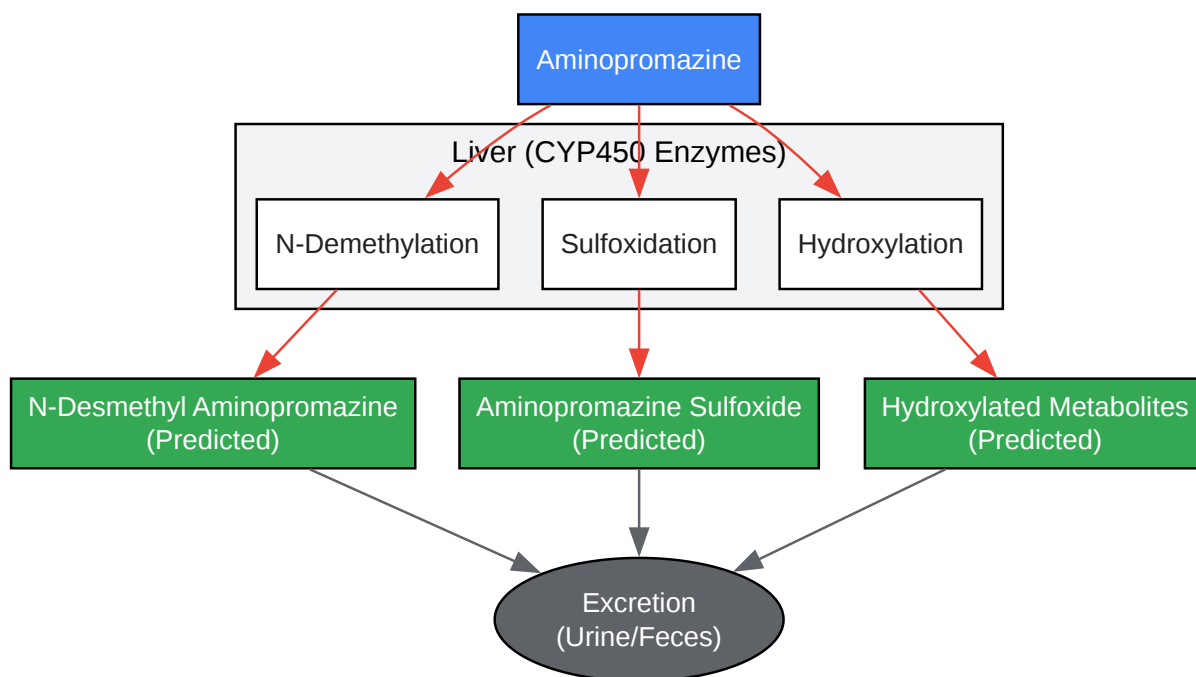 Aminopromazine
Liver (CYP450 Enzymes)
N-Demethylation
Sulfoxidation
Hydroxylation
N-Desmethyl Aminopromazine
(Predicted)
Aminopromazine Sulfoxide
(Predicted)
Hydroxylated Metabolites
(Predicted)
Excretion
(Urine/Feces)